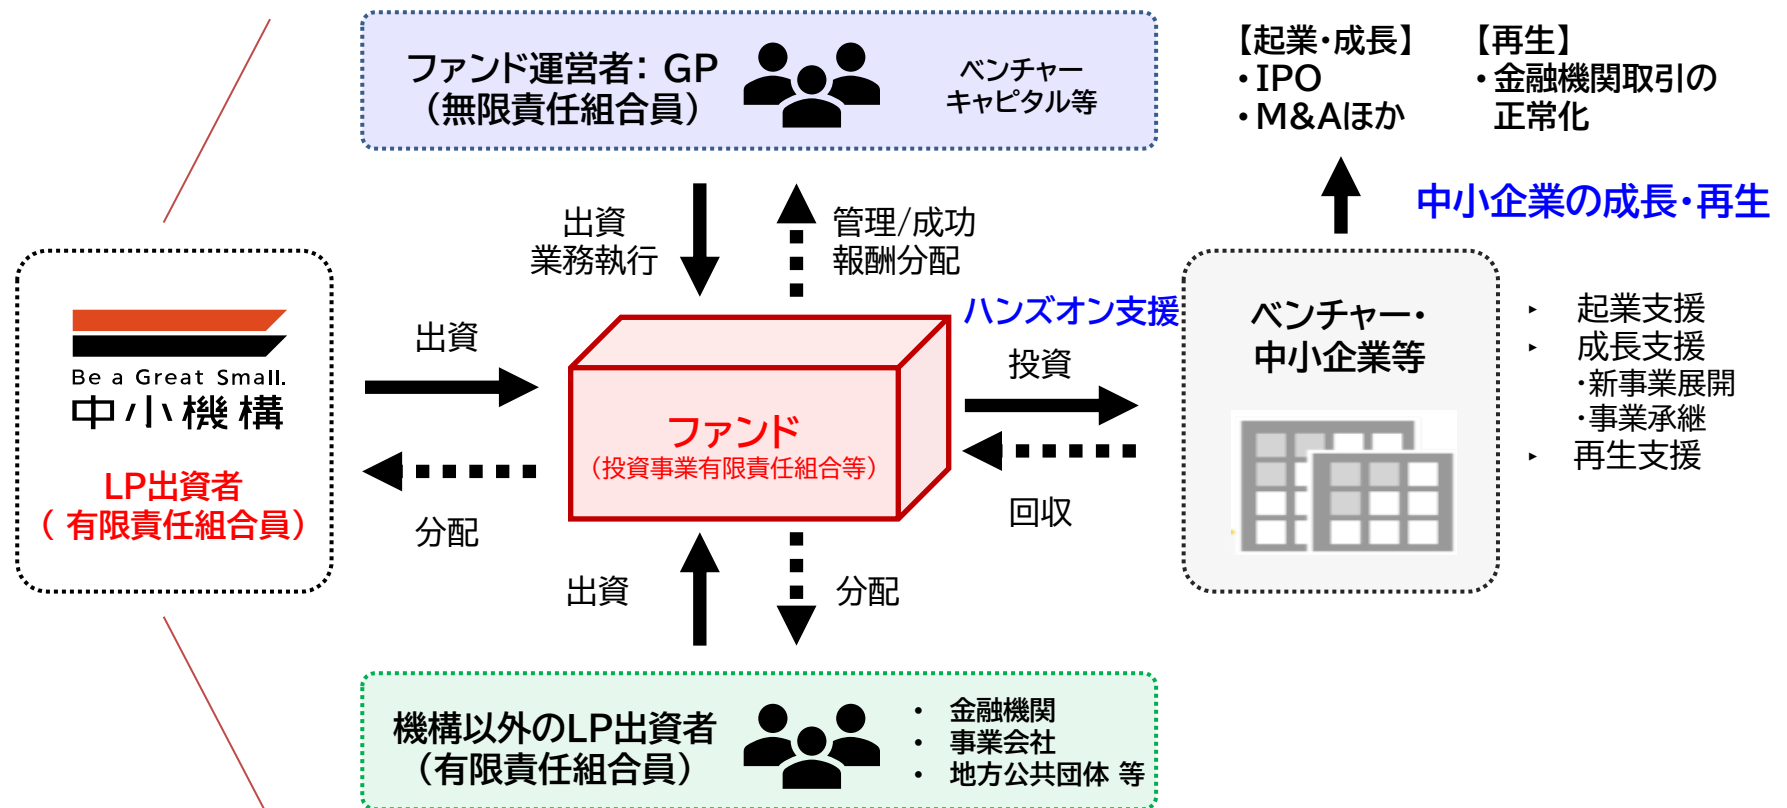 ファンド運営者： GP
（無限責任組合員）
ベンチャー
キャピタル等
【起業・成長】
・IPO
・M&Aほか
【再生】
・金融機関取引の
正常化
中小企業の成長・再生
出資
業務執行
管理/成功
報酬分配
Be a Great Small.
中小機構
LP出資者
（ 有限責任組合員）
出資
分配
ファンド
（投資事業有限責任組合等）
ハンズオン支援
投資
回収
ベンチャー・
中小企業等
‣ 起業支援
‣ 成長支援
・新事業展開
・事業承継
‣ 再生支援
出資
分配
機構以外のLP出資者
（有限責任組合員）
・ 金融機関
・ 事業会社
・ 地方公共団体 等